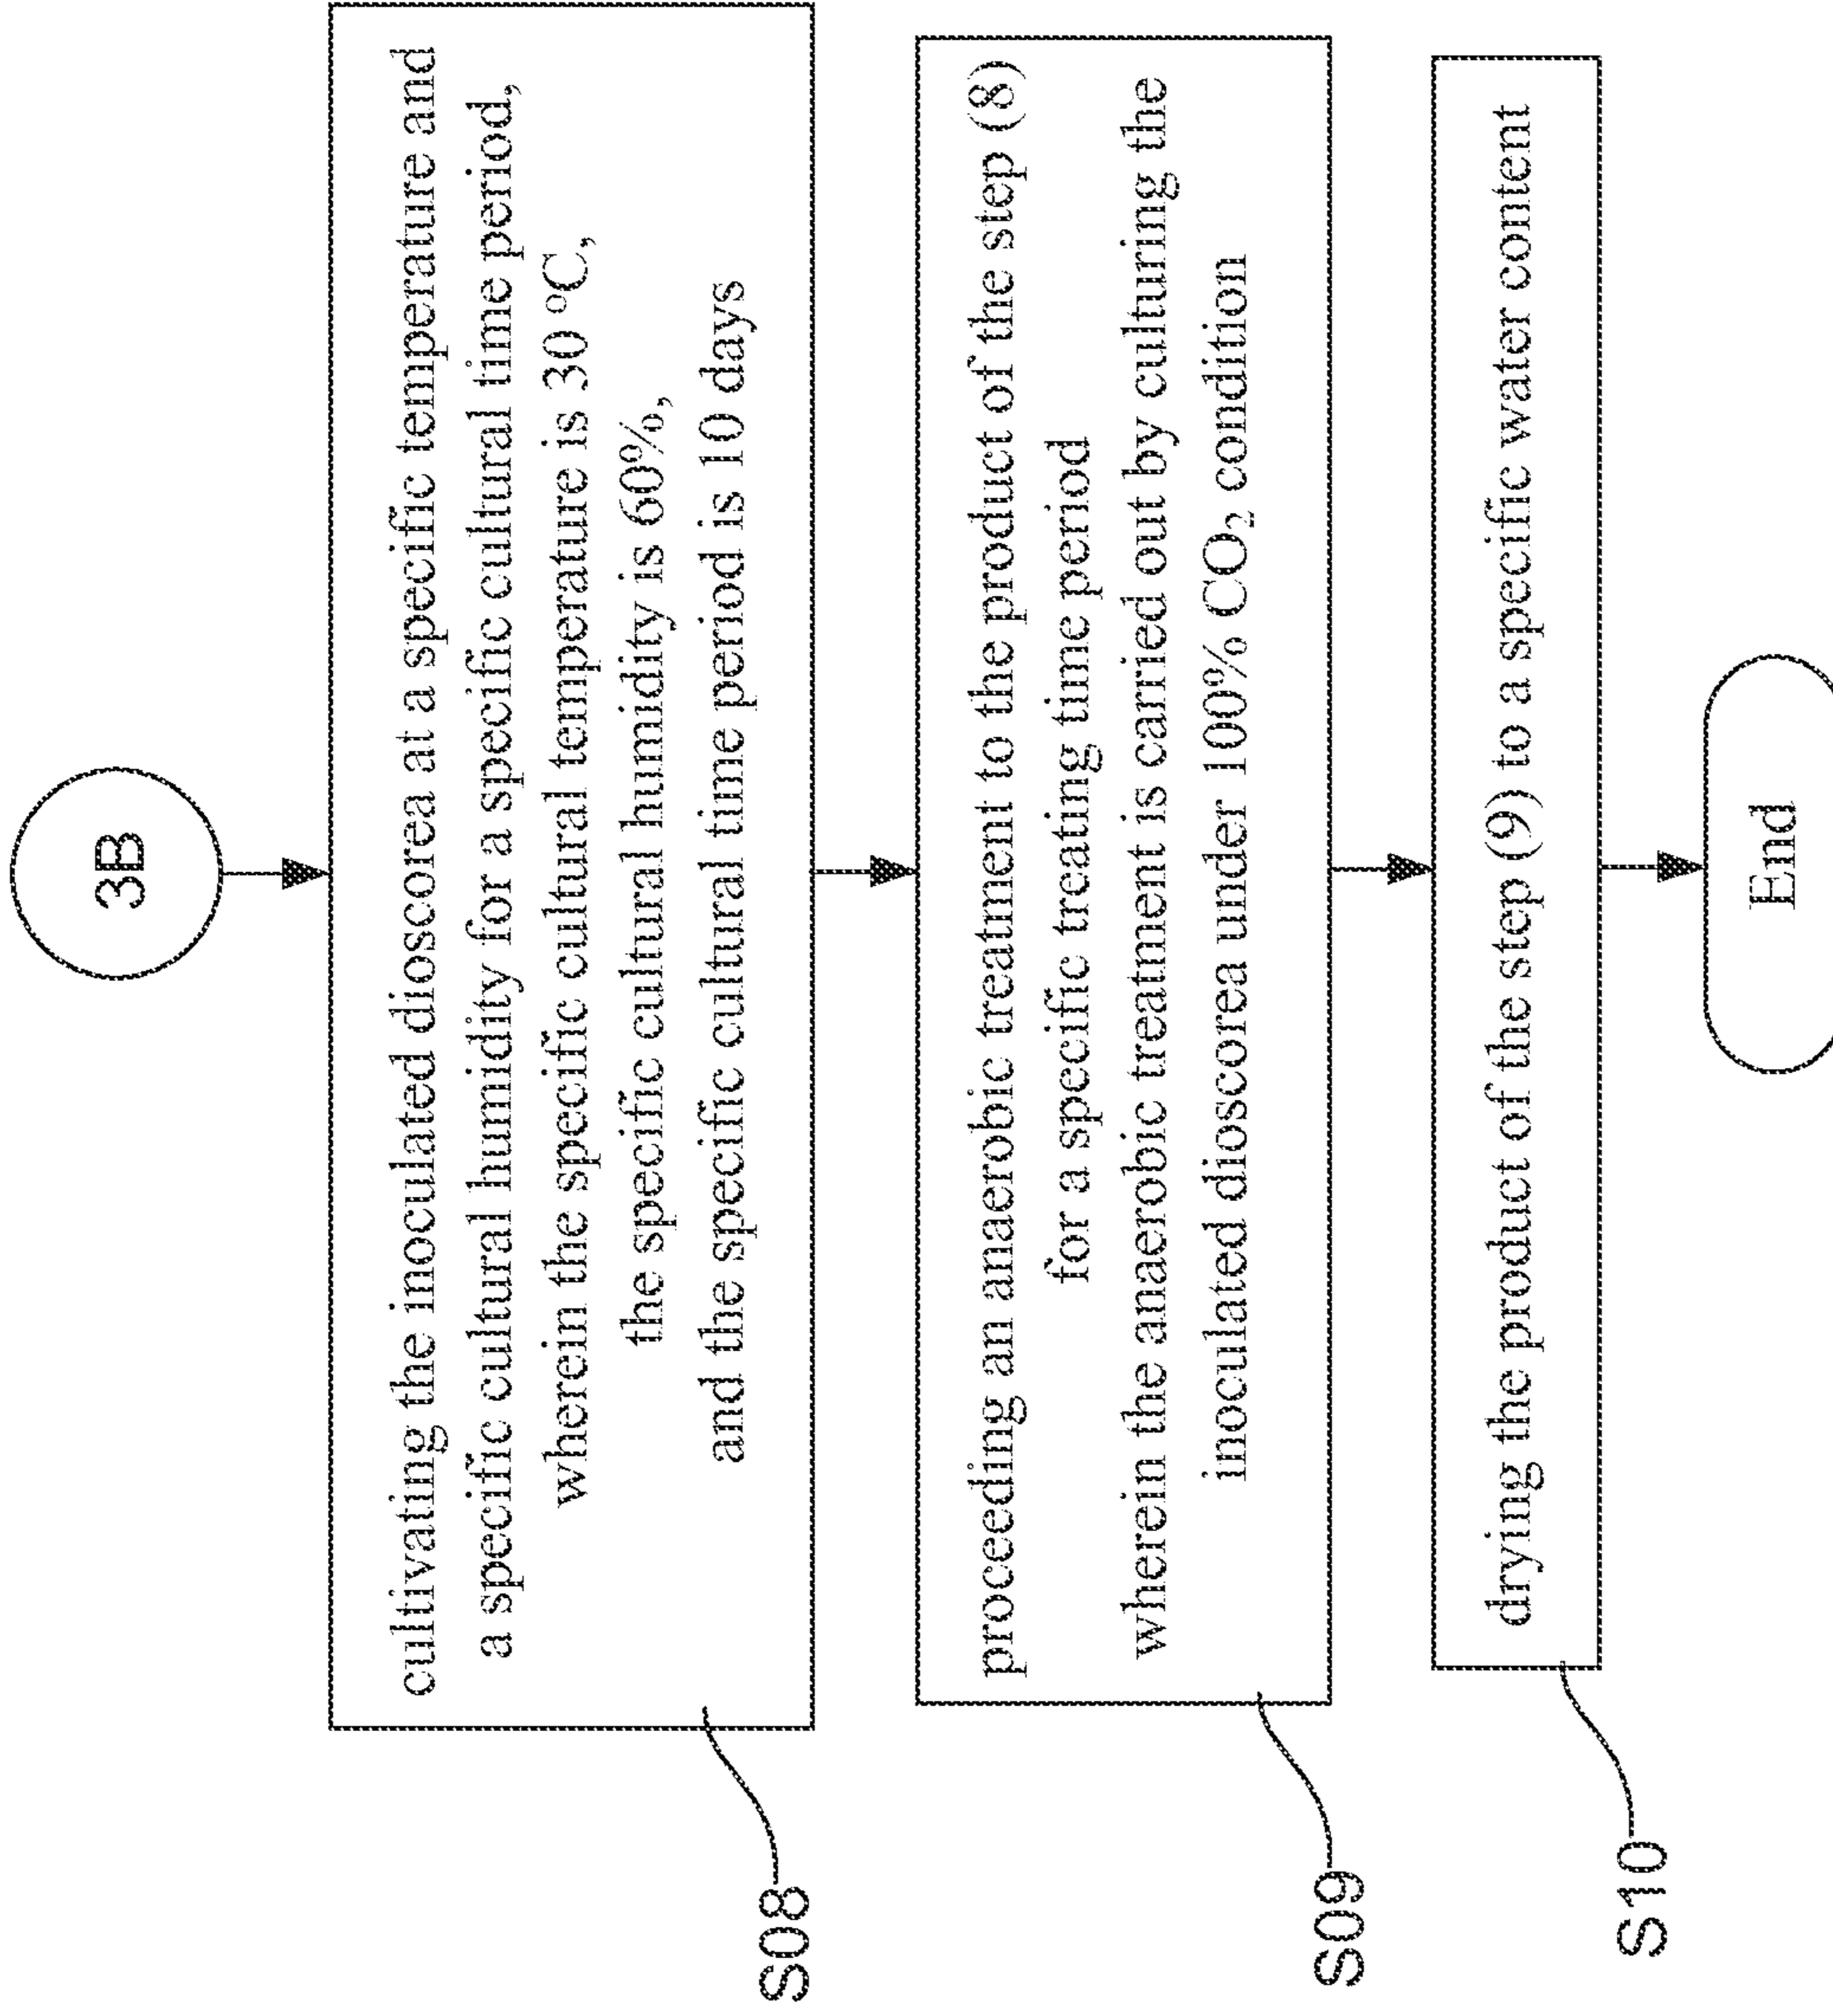 3B
cultivating the inoculated dioscorea at a specific temperature and
a specific cultural humidity for a specific cultural time period,
wherein the specific cultural temperature is 30 °C,
the specific cultural humidity is 60%,
and the specific cultural time period is 10 days
S08
proceeding an anaerobic treatment to the product of the step (8)
for a specific treating time period
wherein the anaerobic treatment is carried out by culturing the
inoculated dioscorea under 100% CO₂ condition
S09
drying the product of the step (9) to a specific water content
S10
End